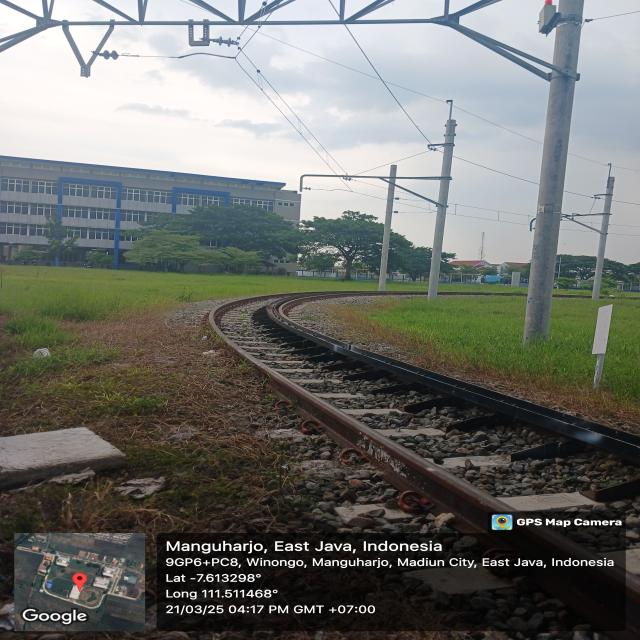 GPS Map Camera
Manguharjo, East Java, Indonesia
9GP6+PC8, Winongo, Manguharjo, Madiun City, East Java, Indonesia
Lat -7.613298°
Long 111.511468°
21/03/25 04:17 PM GMT +07:00
Google